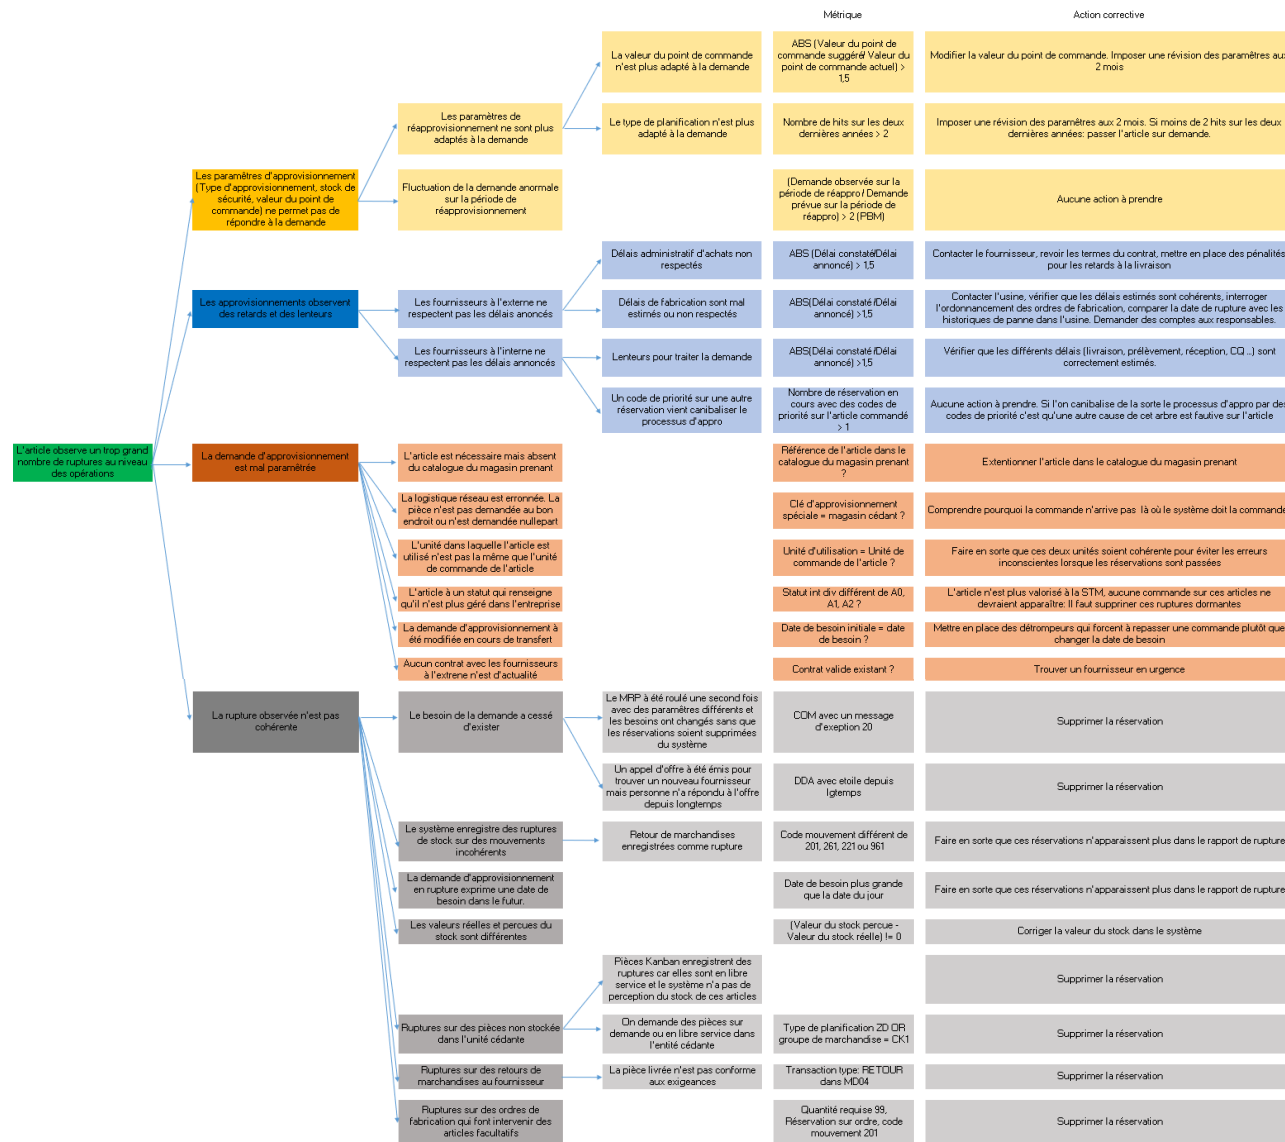 Métrique
Action corrective
La valeur du point de commande
n'est plus adapté à la demande
ABS (Valeur du point de
commande suggéré/ Valeur du
point de commande actuel) >
1,5
Modifier la valeur du point de commande. Imposer une révision des paramètres aux
2 mois
Les paramètres de
réapprovisionnement ne sont plus
adaptés à la demande
Le type de planification n'est plus
adapté à la demande
Nombre de hits sur les deux
dernières années > 2
Imposer une révision des paramètres aux 2 mois. Si moins de 2 hits sur les deux
dernières années: passer l'article sur demande.
Les paramètres d'approvisionnement
(Type d'approvisionnement, stock de
sécurité, valeur du point de
commande) ne permet pas de
répondre à la demande
Fluctuation de la demande anormale
sur la période de
réapprovisionnement
(Demande observée sur la
période de réappro / Demande
prévue sur la période de
réappro) > 2 (PBM)
Aucune action à prendre
Délais administratif d'achats non
respectés
ABS (Délai constaté/Délai
annoncé) > 1,5
Contacter le fournisseur, revoir les termes du contrat, mettre en place des pénalités
pour les retards à la livraison
Les approvisionnements observent
des retards et des lenteurs
Les fournisseurs à l'externe ne
respectent pas les délais anoncés
Délais de fabrication sont mal
estimés ou non respectés
ABS(Délai constaté /Délai
annoncé) >1,5
Contacter l'usine, vérifier que les délais estimés sont cohérents, interroger
l'ordonnancement des ordres de fabrication, comparer la date de rupture avec les
historiques de panne dans l'usine. Demander des comptes aux responsables.
Les fournisseurs à l'interne ne
respectent pas les délais annoncés
Lenteurs pour traiter la demande
ABS(Délai constaté /Délai
annoncé) >1,5
Vérifier que les différents délais (livraison, prélèvement, réception, CQ ...) sont
correctement estimés.
Un code de priorité sur une autre
réservation vient canibaliser le
processus d'appro
Nombre de réservation en
cours avec des codes de
priorité sur l'article commandé
> 1
Aucune action à prendre. Si l'on canibalise de la sorte le processus d'appro par des
codes de priorité c'est qu'une autre cause de cet arbre est fautive sur l'article
L'article observe un trop grand
nombre de ruptures au niveau
des opérations
La demande d'approvisionnement
est mal paramètrée
L'article est nécessaire mais absent
du catalogue du magasin prenant
Référence de l'article dans le
catalogue du magasin prenant
?
Extentionner l'article dans le catalogue du magasin prenant
La logistique réseau est erronnée. La
pièce n'est pas demandée au bon
endroit ou n'est demandée nullepart
Clé d'approvisionnement
spéciale = magasin cédant ?
Comprendre pourquoi la commande n'arrive pas là où le système doit la commande
L'unité dans laquelle l'article est
utilisé n'est pas la même que l'unité
de commande de l'article
Unité d'utilisation = Unité de
commande de l'article ?
Faire en sorte que ces deux unités soient cohérente pour éviter les erreurs
inconscientes lorsque les réservations sont passées
L'article à un statut qui renseigne
qu'il n'est plus géré dans l'entreprise
Statut int div différent de A0,
A1, A2 ?
L'article n'est plus valorisé à la STM, aucune commande sur ces articles ne
devraient apparaître: Il faut supprimer ces ruptures dormantes
La demande d'approvisionnement à
été modifiée en cours de transfert
Date de besoin initiale = date
de besoin ?
Mettre en place des détrompeurs qui forcent à repasser une commande plutôt que
changer la date de besoin
Aucun contrat avec les fournisseurs
à l'extrene n'est d'actualité
Contrat valide existant ?
Trouver un fournisseur en urgence
La rupture observée n'est pas
cohérente
Le besoin de la demande a cessé
d'exister
Le MRP à été roulé une second fois
avec des paramètres différents et
les besoins ont changés sans que
les réservations soient supprimées
du système
COM avec un message
d'exeption 20
Supprimer la réservation
Un appel d'offre à été émis pour
trouver un nouveau fournisseur
mais personne n'a répondu à l'offre
depuis longtemps
DDA avec etoile depuis
lgtemps
Supprimer la réservation
Le système enregistre des ruptures
de stock sur des mouvements
incohérents
Retour de marchandises
enregistrées comme rupture
Code mouvement différent de
201, 261, 221 ou 961
Faire en sorte que ces réservations n'apparaissent plus dans le rapport de rupture
La demande d'approvisionnement
en rupture exprime une date de
besoin dans le futur.
Date de besoin plus grande
que la date du jour
Faire en sorte que ces réservations n'apparaissent plus dans le rapport de rupture
Les valeurs réelles et percues du
stock sont différentes
(Valeur du stock percue -
Valeur du stock réelle) != 0
Corriger la valeur du stock dans le système
Pièces Kanban enregistrent des
ruptures car elles sont en libre
service et le système n'a pas de
perception du stock de ces articles
Supprimer la réservation
Ruptures sur des pièces non stockée
dans l'unité cédante
On demande des pièces sur
demande ou en libre service dans
l'entité cédante
Type de planification ZD OR
groupe de marchandise = CK1
Supprimer la réservation
Ruptures sur des retours de
marchandises au fournisseur
La pièce livrée n'est pas conforme
aux exigeances
Transaction type: RETOUR
dans MD04
Supprimer la réservation
Ruptures sur des ordres de
fabrication qui font intervenir des
articles facultatifs
Quantité requise 99,
Réservation sur ordre, code
mouvement 201
Supprimer la réservation